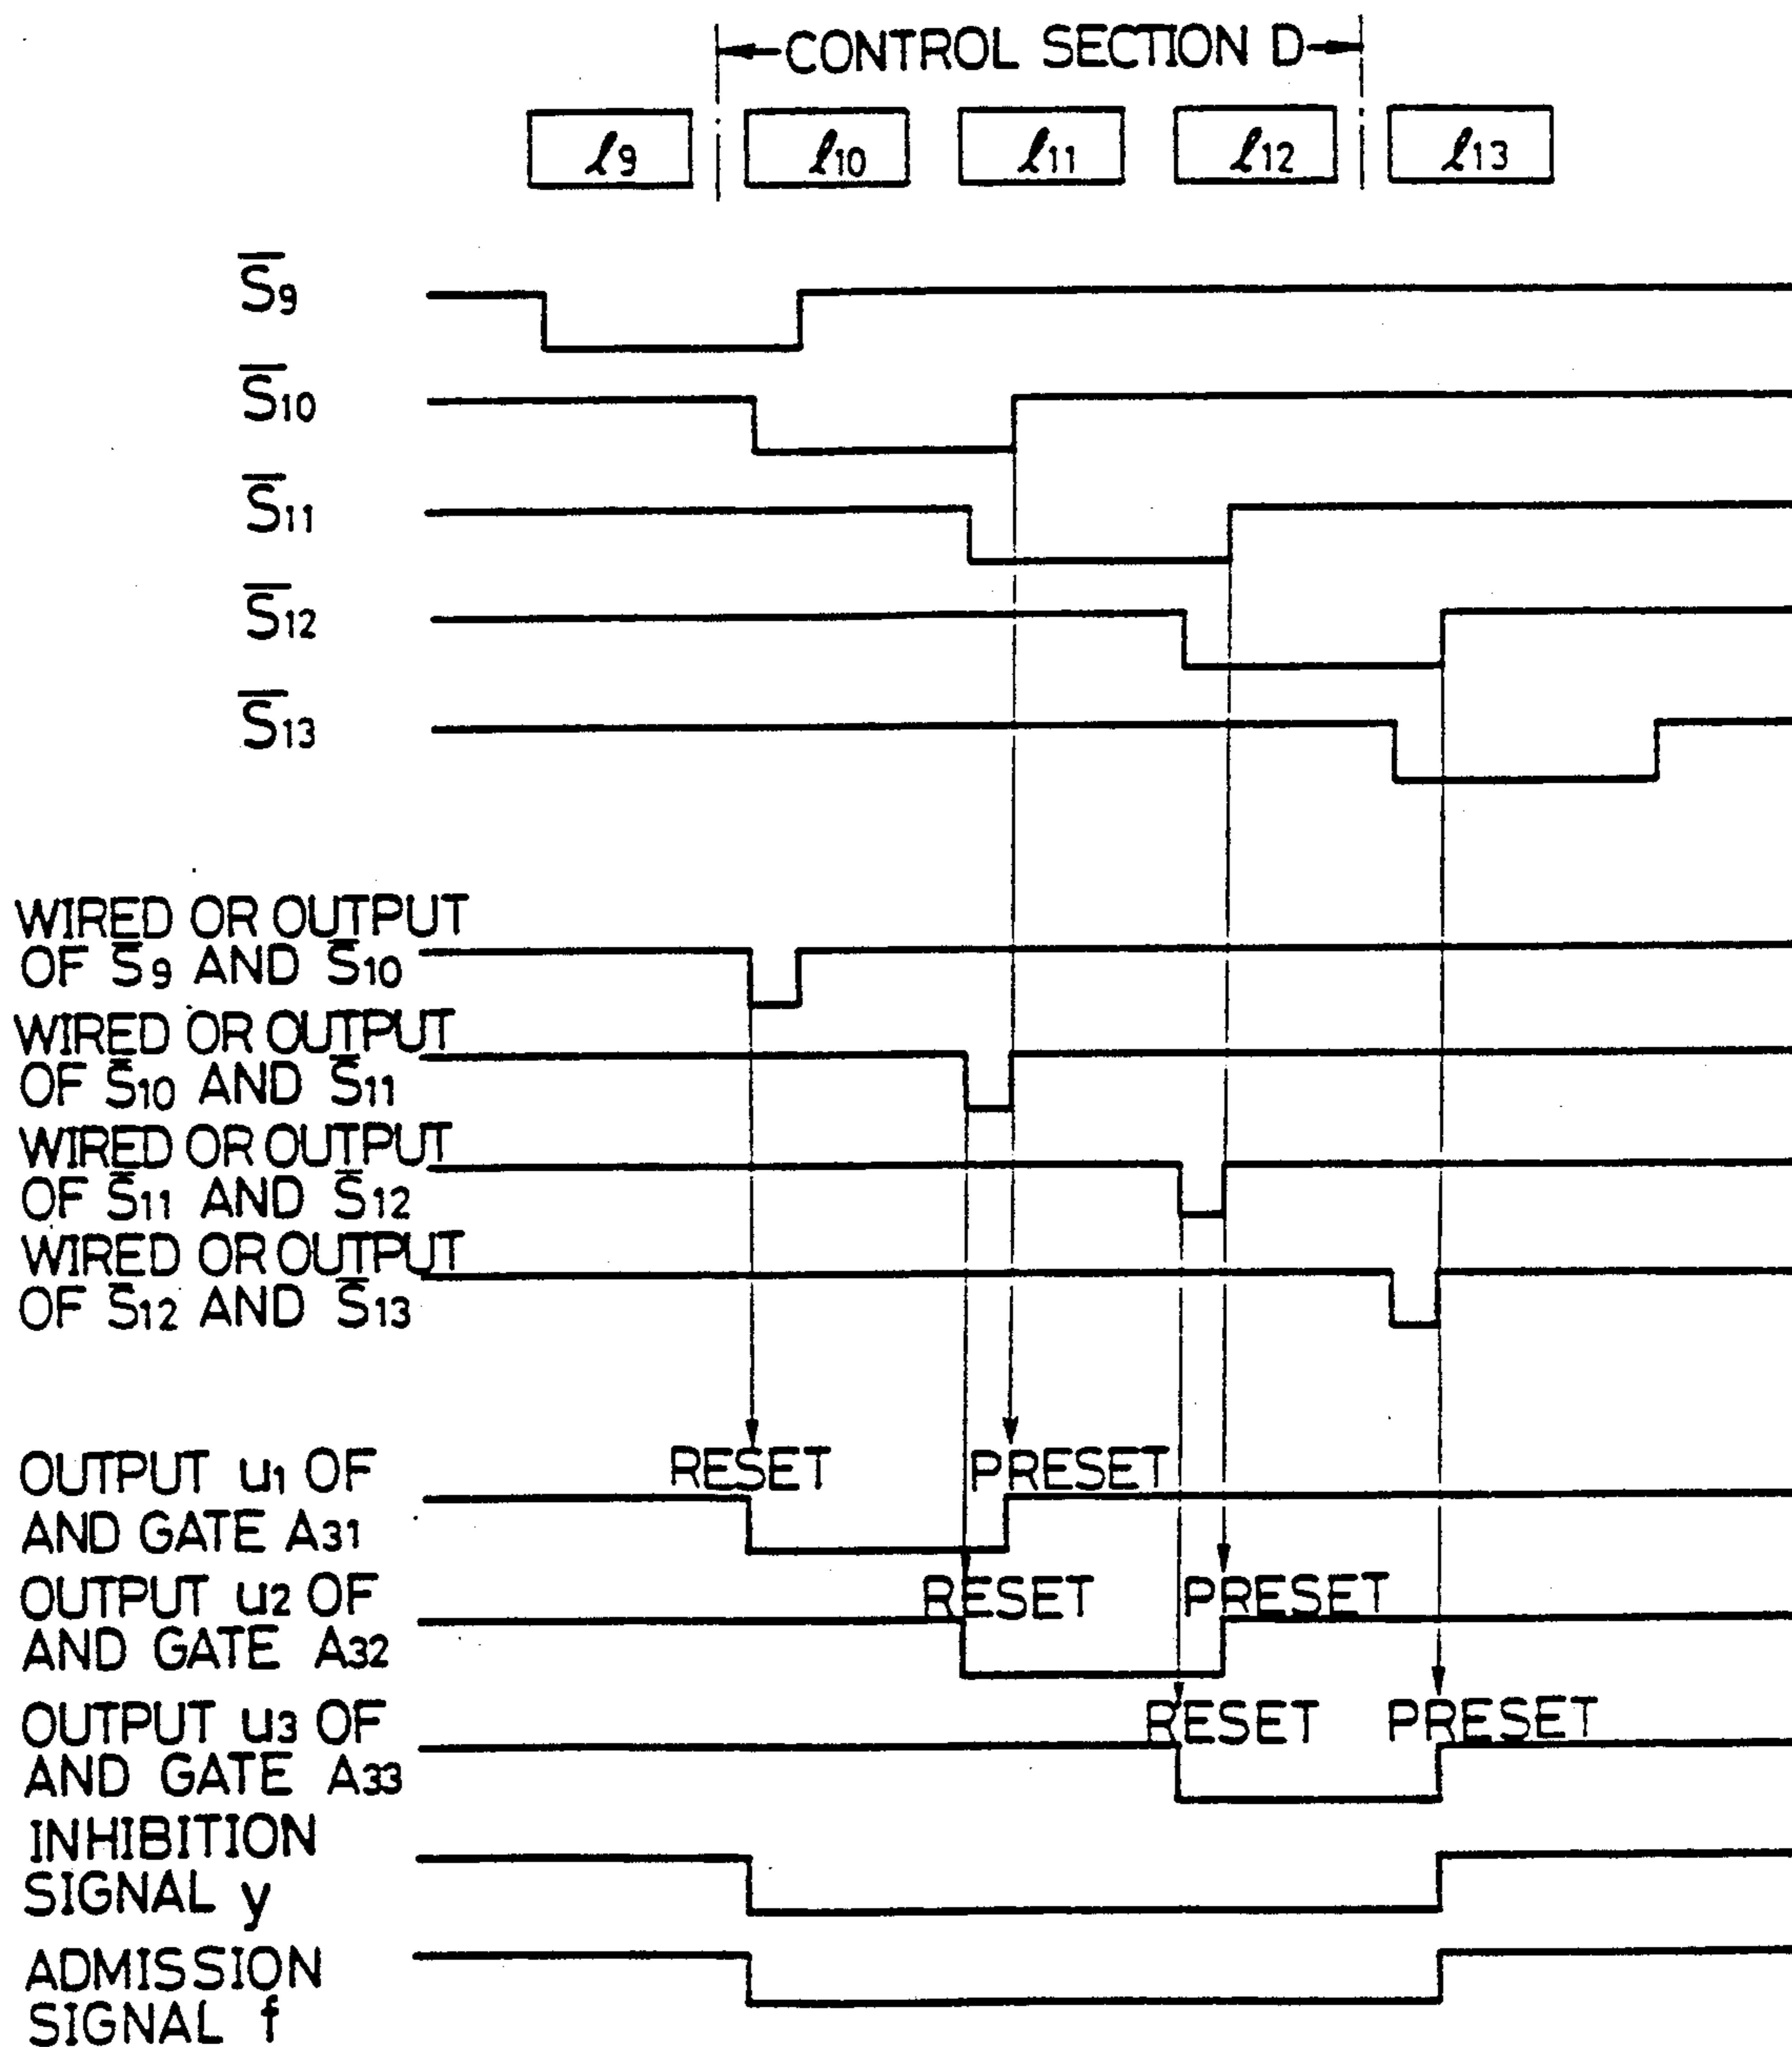 CONTROL SECTION D
ℓ9 ℓ10 ℓ11 ℓ12 ℓ13
S̅9
S̅10
S̅11
S̅12
S̅13
WIRED OR OUTPUT
OF S̅9 AND S̅10
WIRED OR OUTPUT
OF S̅10 AND S̅11
WIRED OR OUTPUT
OF S̅11 AND S̅12
WIRED OR OUTPUT
OF S̅12 AND S̅13
RESET PRESET
OUTPUT u1 OF
AND GATE A31
RESET PRESET
OUTPUT u2 OF
AND GATE A32
RESET PRESET
OUTPUT u3 OF
AND GATE A33
INHIBITION
SIGNAL y
ADMISSION
SIGNAL f